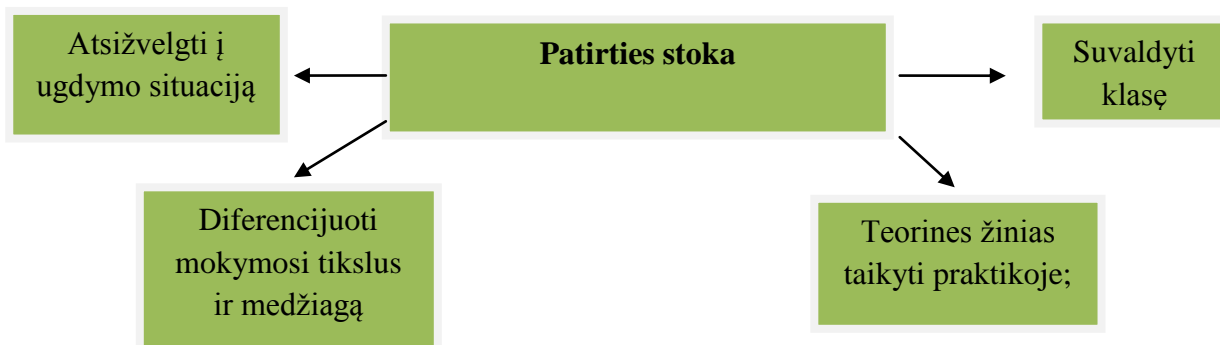 Atsižvelgti į
ugdymo situaciją
Patirties stoka
Suvaldyti
klasę
Diferencijuoti
mokymosi tikslus
ir medžiagą
Teorines žinias
taikyti praktikoje;